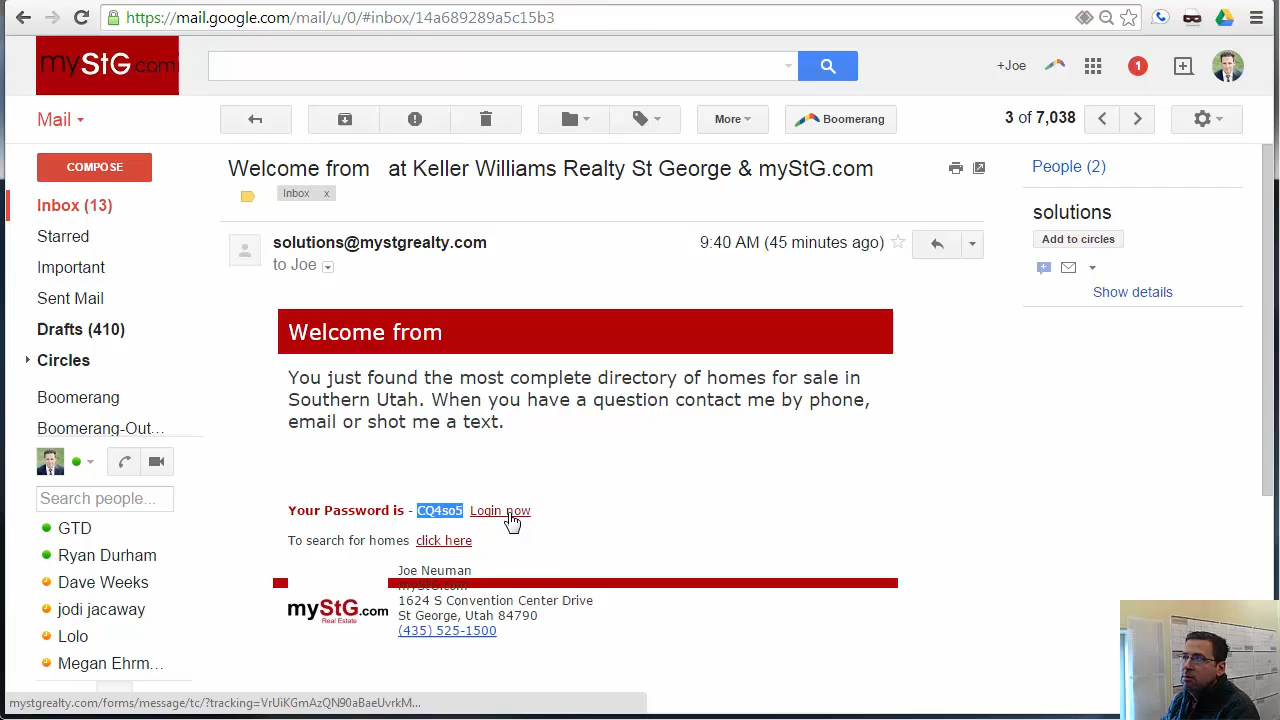 https://mail.google.com/mail/u/0/#inbox/14a689289a5c15b3
myStG.com
+Joe
1
Mail
More
Boomerang
3 of 7,038
COMPOSE
Welcome from at Keller Williams Realty St George & myStG.com
Inbox x
People (2)
Inbox (13)
Starred
Important
Sent Mail
Drafts (410)
Circles
Boomerang
Boomerang-Out...
solutions@mystgrealty.com
9:40 AM (45 minutes ago)
to Joe
solutions
Add to circles
Show details
Welcome from
You just found the most complete directory of homes for sale in
Southern Utah. When you have a question contact me by phone,
email or shot me a text.
Your Password is - CQ4so5 Login now
To search for homes click here
Joe Neuman
myStG.com
1624 S Convention Center Drive
St George, Utah 84790
(435) 525-1500
myStG.com
Real Estate
Search people...
GTD
Ryan Durham
Dave Weeks
jodi jacaway
Lolo
Megan Ehrm...
mystgrealty.com/forms/message/tc/?tracking=VrUiKGmAzQN90aBaeUvrkM...